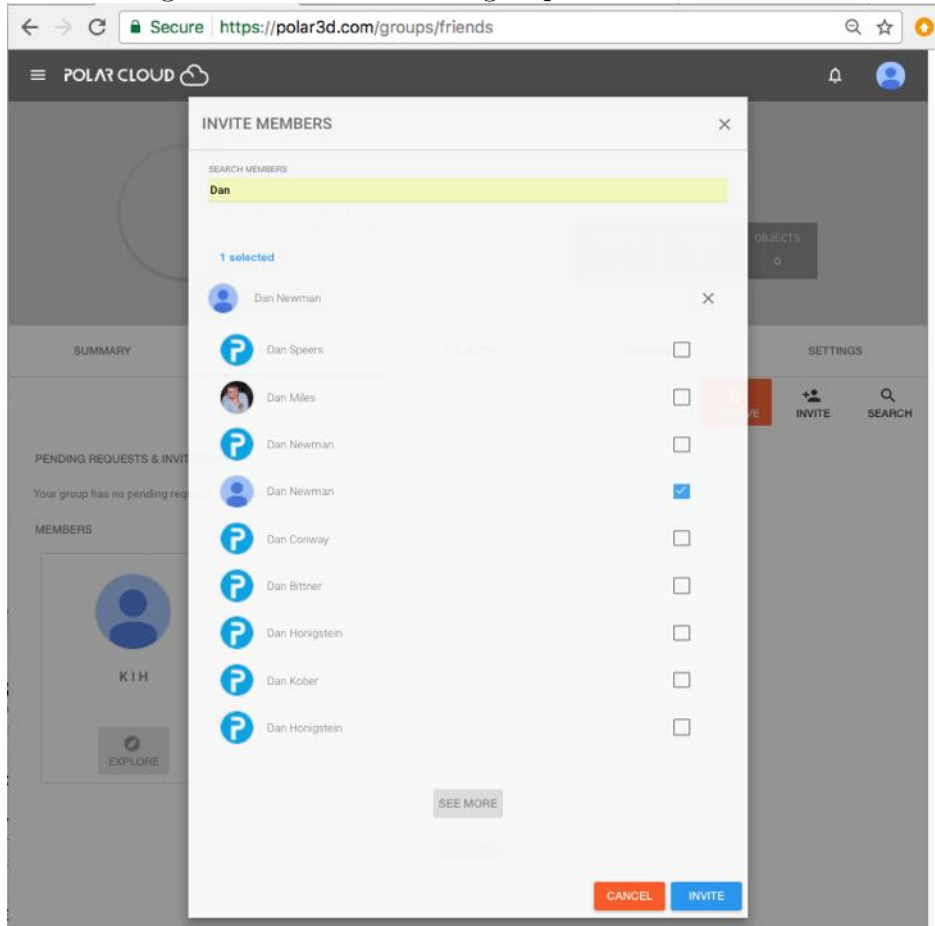 Secure https://polar3d.com/groups/friends
POLAR CLOUD
INVITE MEMBERS
SEARCH MEMBERS
Dan
OBJECTS
0
1 selected
Dan Newman
SUMMARY
SETTINGS
Dan Speers
Dan Miles
INVITE
SEARCH
Dan Newman
PENDING REQUESTS & INVIT
Your group has no pending req
Dan Newman
MEMBERS
Dan Conway
Dan Bittner
Dan Honigstein
K I H
Dan Kober
Dan Honigstein
EXPLORE
SEE MORE
CANCEL
INVITE